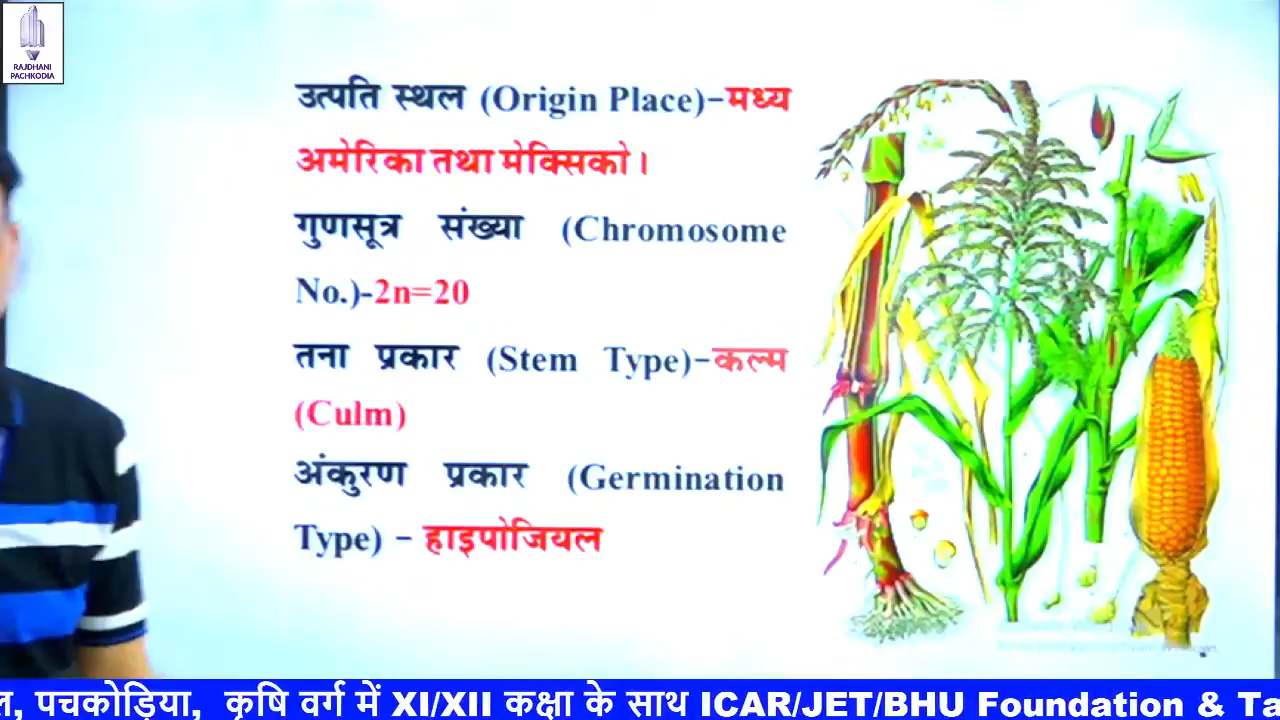 RAJDHANI
PACHKODIA
उत्पति स्थल (Origin Place)-मध्य
अमेरिका तथा मेक्सिको।
गुणसूत्र संख्या (Chromosome
No.)-2n=20
तना प्रकार (Stem Type)-कल्म
(Culm)
अंकुरण प्रकार (Germination
Type) - हाइपोजियल
पचकोड़िया, कृषि वर्ग में XI/XII कक्षा के साथ ICAR/JET/BHU Foundation &